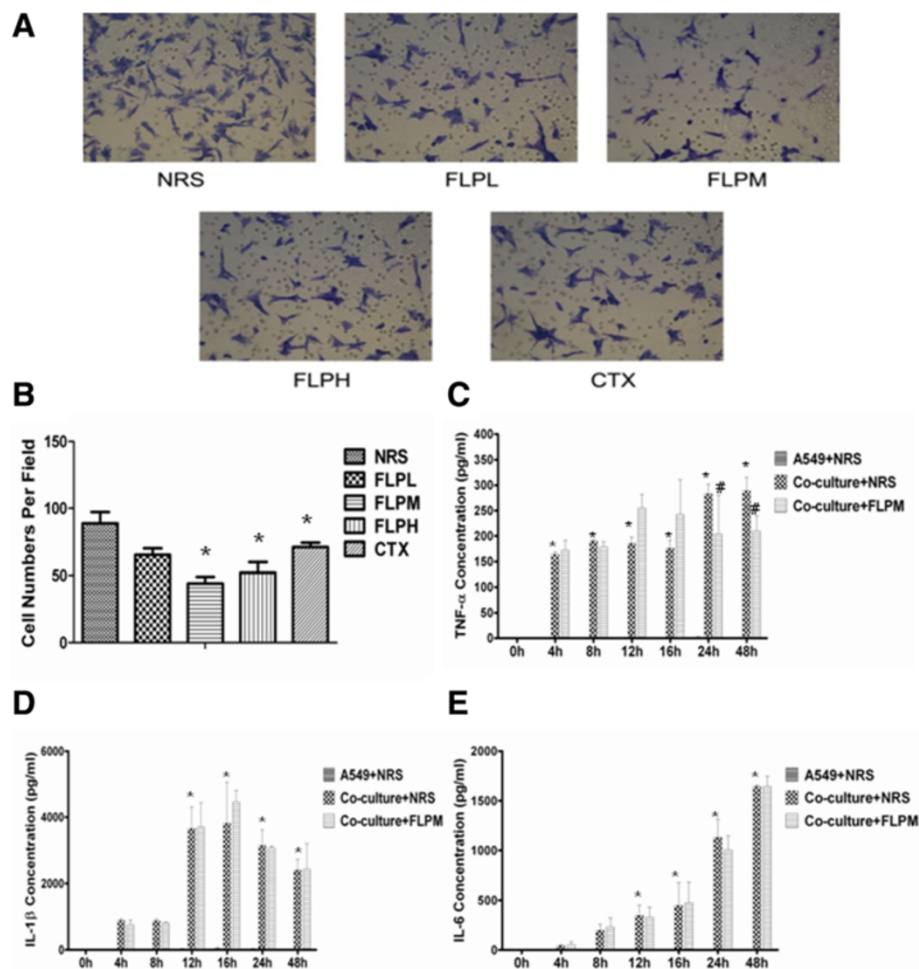 A
NRS
FLPL
FLPM
FLPH
CTX
B
Cell Numbers Per Field
150
100
50
0
*
*
*
NRS
FLPL
FLPM
FLPH
CTX
C
TNF-α Concentration (pg/ml)
400
350
300
250
200
150
100
50
0
* * * * * # * #
0h 4h 8h 12h 16h 24h 48h
A549+NRS
Co-culture+NRS
Co-culture+FLPM
D
IL-1β Concentration (pg/ml)
6000
4000
2000
0
* * * *
0h 4h 8h 12h 16h 24h 48h
A549+NRS
Co-culture+NRS
Co-culture+FLPM
E
IL-6 Concentration (pg/ml)
2000
1500
1000
500
0
* * * *
0h 4h 8h 12h 16h 24h 48h
A549+NRS
Co-culture+NRS
Co-culture+FLPM